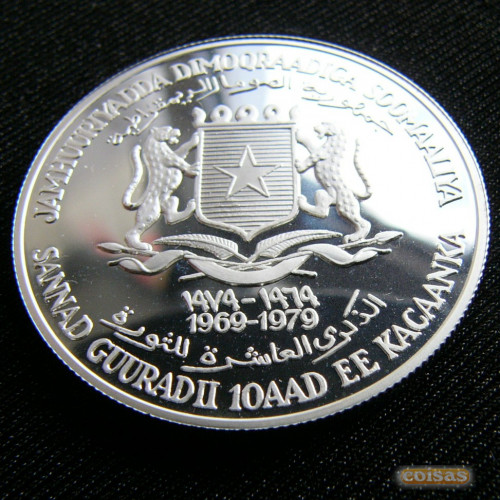 JAMHUURIYADDA DIMOQRAADIGA SOOMAALIYA
جمهورية الصومال الديمقراطية
١٩٧٩-١٩٦٩
1969-1979
الذكرى العاشرة للثورة
SANNAD GUURADII 10AAD EE KACAANKA
coisas